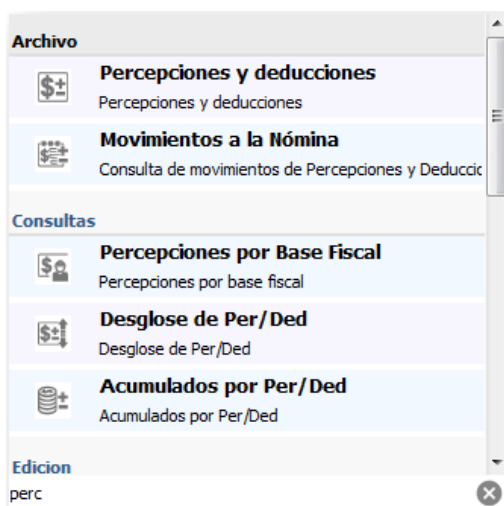 Archivo
Percepciones y deducciones
Percepciones y deducciones
Movimientos a la Nómina
Consulta de movimientos de Percepciones y Deduccic
Consultas
Percepciones por Base Fiscal
Percepciones por base fiscal
Desglose de Per/Ded
Desglose de Per/Ded
Acumulados por Per/Ded
Acumulados por Per/Ded
Edicion
perc